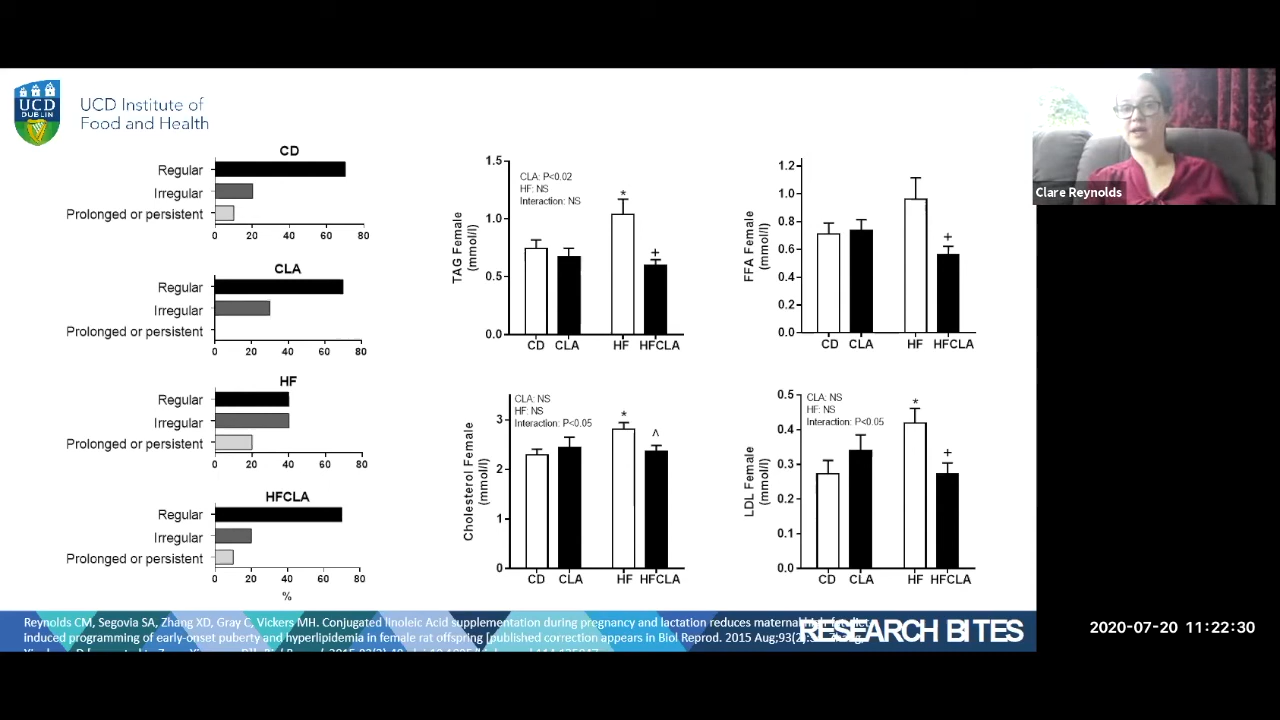 UCD
DUBLIN
UCD Institute of
Food and Health
CD
Regular
Irregular
Prolonged or persistent
0 20 40 60 80
CLA
Regular
Irregular
Prolonged or persistent
0 20 40 60 80
HF
Regular
Irregular
Prolonged or persistent
0 20 40 60 80
HFCLA
Regular
Irregular
Prolonged or persistent
0 20 40 60 80
%
TAG Female
(mmol/l)
1.5
1.0
0.5
0.0
CLA: P<0.02
HF: NS
Interaction: NS
*
+
CD CLA HF HFCLA
FFA Female
(mmol/l)
1.2
1.0
0.8
0.6
0.4
0.2
0.0
+
CD CLA HF HFCLA
Cholesterol Female
(mmol/l)
3
2
1
0
CLA: NS
HF: NS
Interaction: P<0.05
*
^
CD CLA HF HFCLA
LDL Female
(mmol/l)
0.5
0.4
0.3
0.2
0.1
0.0
CLA: NS
HF: NS
Interaction: P<0.05
*
+
CD CLA HF HFCLA
Clare Reynolds
Reynolds CM, Segovia SA, Zhang XD, Gray C, Vickers MH. Conjugated linoleic Acid supplementation during pregnancy and lactation reduces maternal
induced programming of early-onset puberty and hyperlipidemia in female rat offspring [published correction appears in Biol Reprod. 2015 Aug;93(2)
RESEARCH BITES
2020-07-20 11:22:30